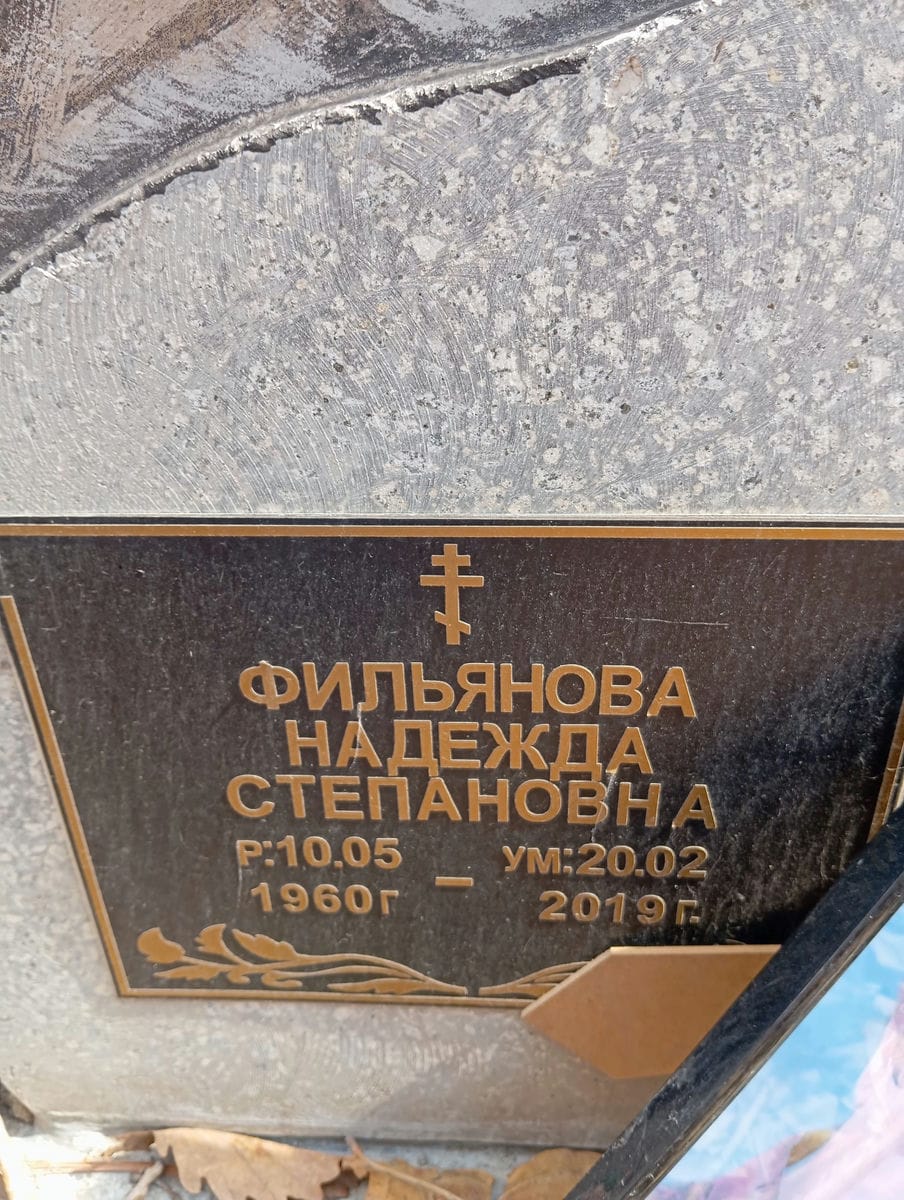 ФИЛЬЯНОВА
НАДЕЖДА
СТЕПАНОВНА
Р:10.05 – УМ:20.02
1960г 2019г.